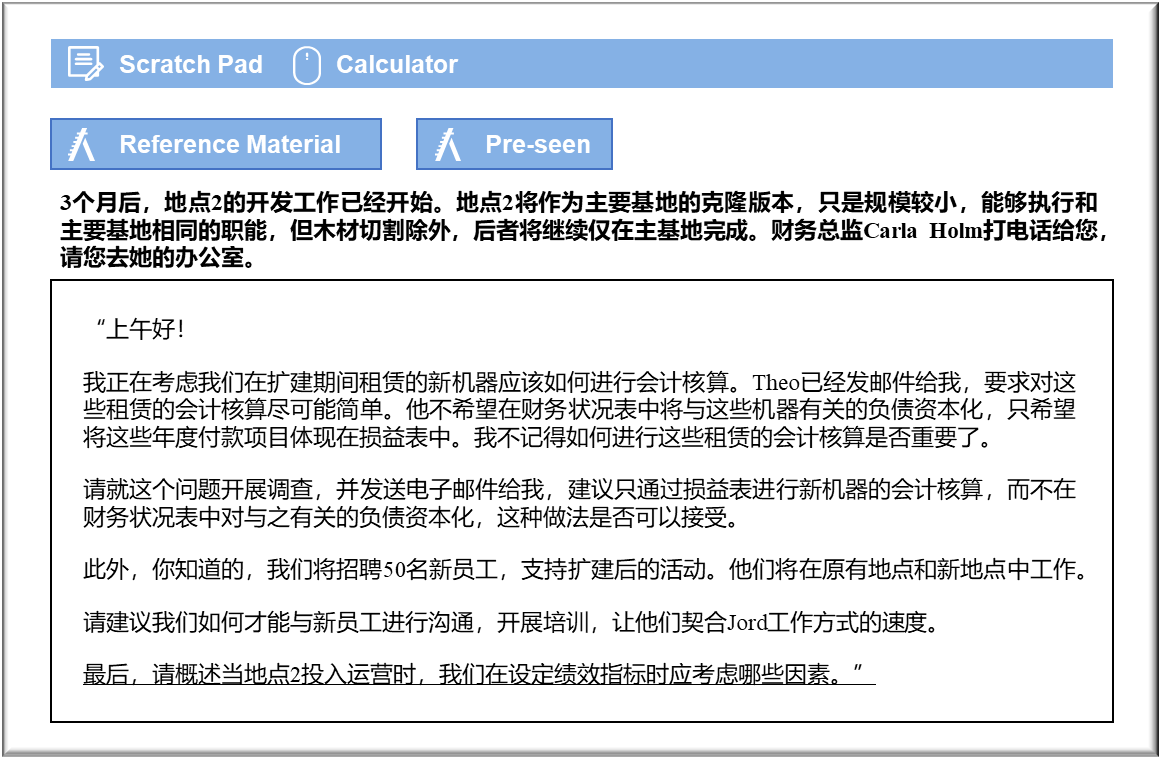 Scratch Pad Calculator
Reference Material Pre-seen
3个月后，地点2的开发工作已经开始。地点2将作为主要基地的克隆版本，只是规模较小，能够执行和
主要基地相同的职能，但木材切割除外，后者将继续仅在主基地完成。财务总监Carla Holm打电话给您，
请您去她的办公室。
“上午好！
我正在考虑我们在扩建期间租赁的新机器应该如何进行会计核算。Theo已经发邮件给我，要求对这
些租赁的会计核算尽可能简单。他不希望在财务状况表中将与这些机器有关的负债资本化，只希望
将这些年度付款项目体现在损益表中。我不记得如何进行这些租赁的会计核算是否重要了。
请就这个问题开展调查，并发送电子邮件给我，建议只通过损益表进行新机器的会计核算，而不在
财务状况表中对与之有关的负债资本化，这种做法是否可以接受。
此外，你知道的，我们将招聘50名新员工，支持扩建后的活动。他们将在原有地点和新地点中工作。
请建议我们如何才能与新员工进行沟通，开展培训，让他们契合Jord工作方式的速度。
最后，请概述当地点2投入运营时，我们在设定绩效指标时应考虑哪些因素。”